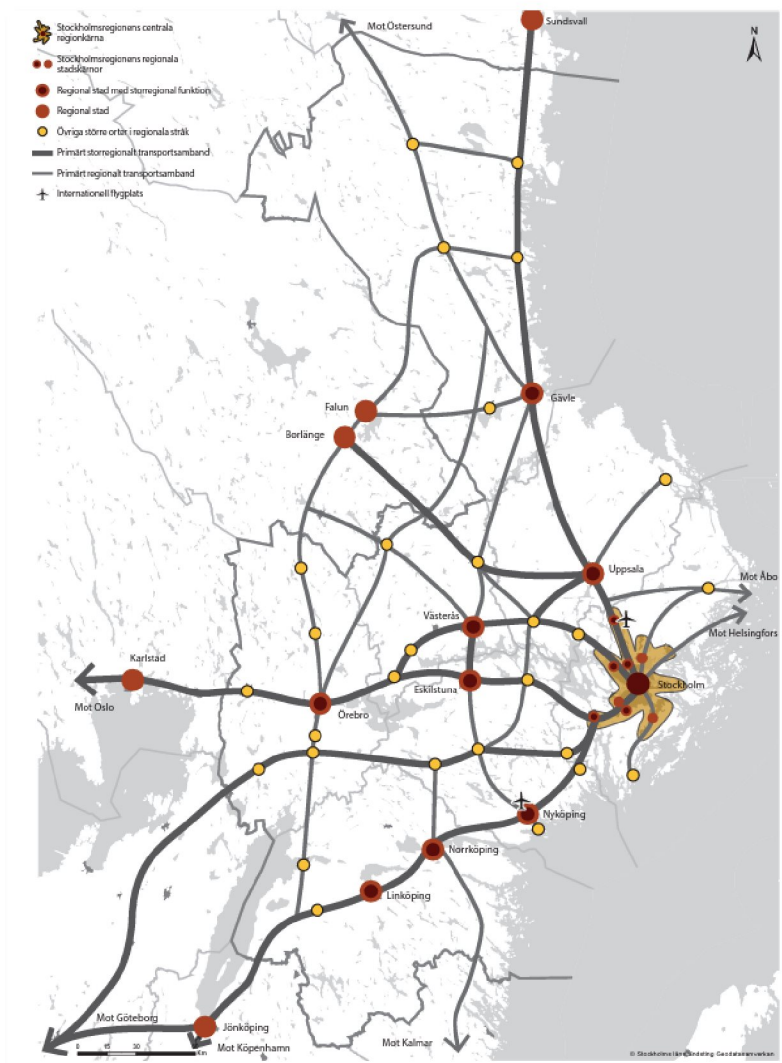 Stockholmsregionens centrala
regionkärna
Stockholmsregionens regionala
stadskärnor
Regional stad med storregional funktion
Regional stad
Övriga större orter i regionala stråk
Primärt storregionalt transportsamband
Primärt regionalt transportsamband
Internationell flygplats
Mot Östersund
Sundsvall
N
Falun
Gävle
Borlänge
Uppsala
Mot Åbo
Västerås
Mot Helsingfors
Karlstad
Eskilstuna
Stockholm
Mot Oslo
Örebro
Nyköping
Norrköping
Linköping
Mot Göteborg
Jönköping
Mot Kalmar
Mot Köpenhamn
0 15 30 60
Km
© Stockholms läns landsting Geodatasamverkan